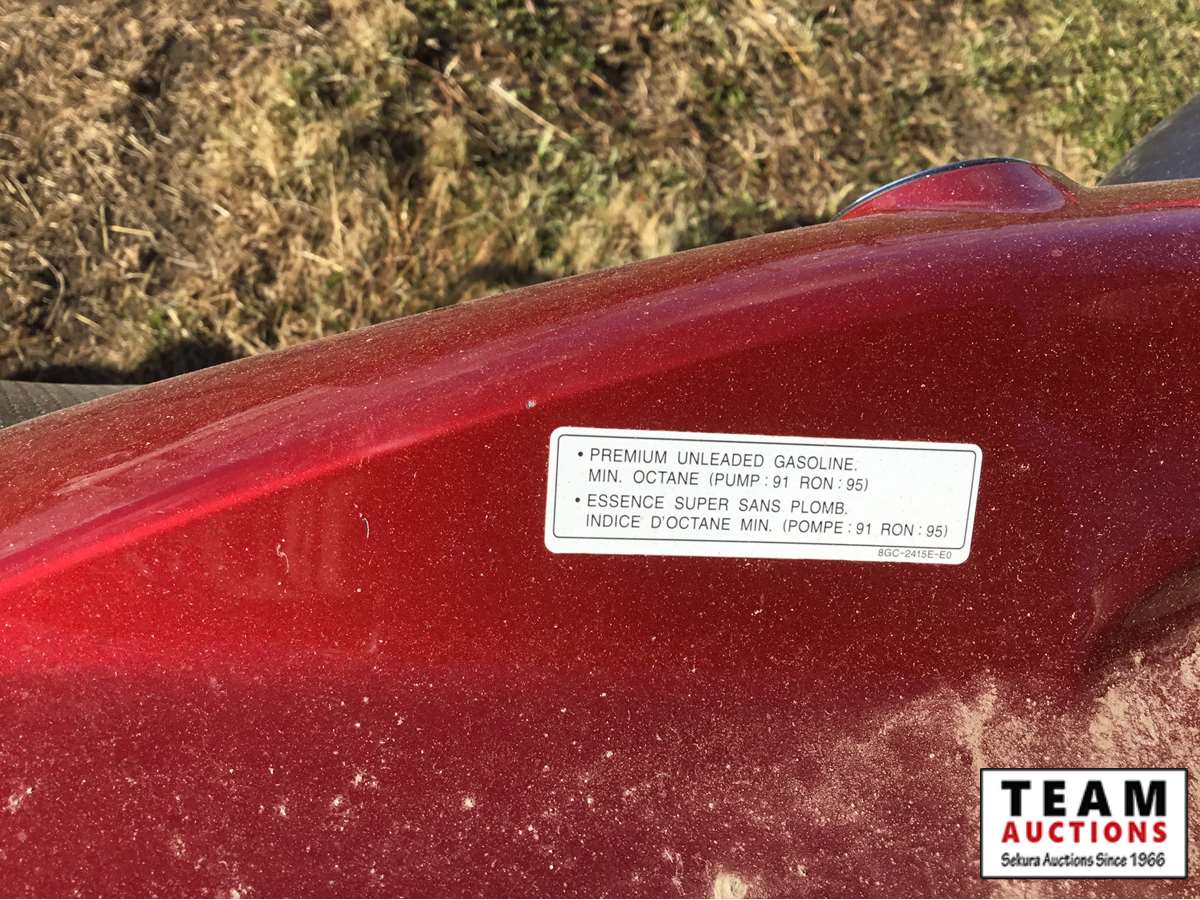 • PREMIUM UNLEADED GASOLINE.
MIN. OCTANE (PUMP : 91 RON : 95)
• ESSENCE SUPER SANS PLOMB.
INDICE D'OCTANE MIN. (POMPE : 91 RON : 95)
8GC-2415E-E0
TEAM
AUCTIONS
Sekura Auctions Since 1966